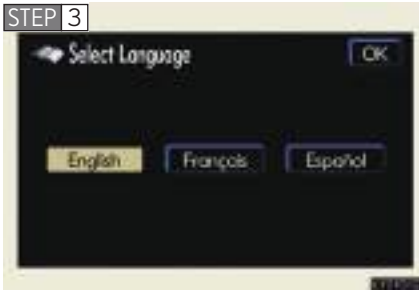 STEP 3
Select Language
OK
English
Français
Español